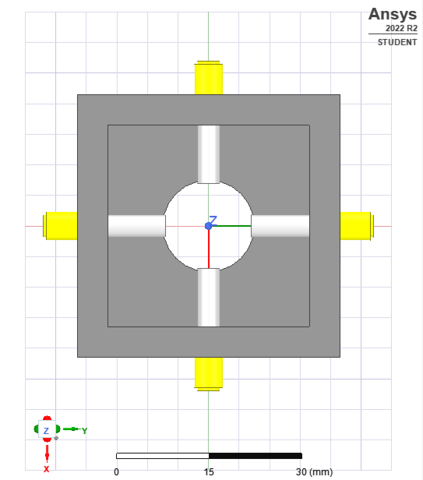 Ansys
2022 R2
STUDENT
Z
Z
Y
X
0
15
30 (mm)